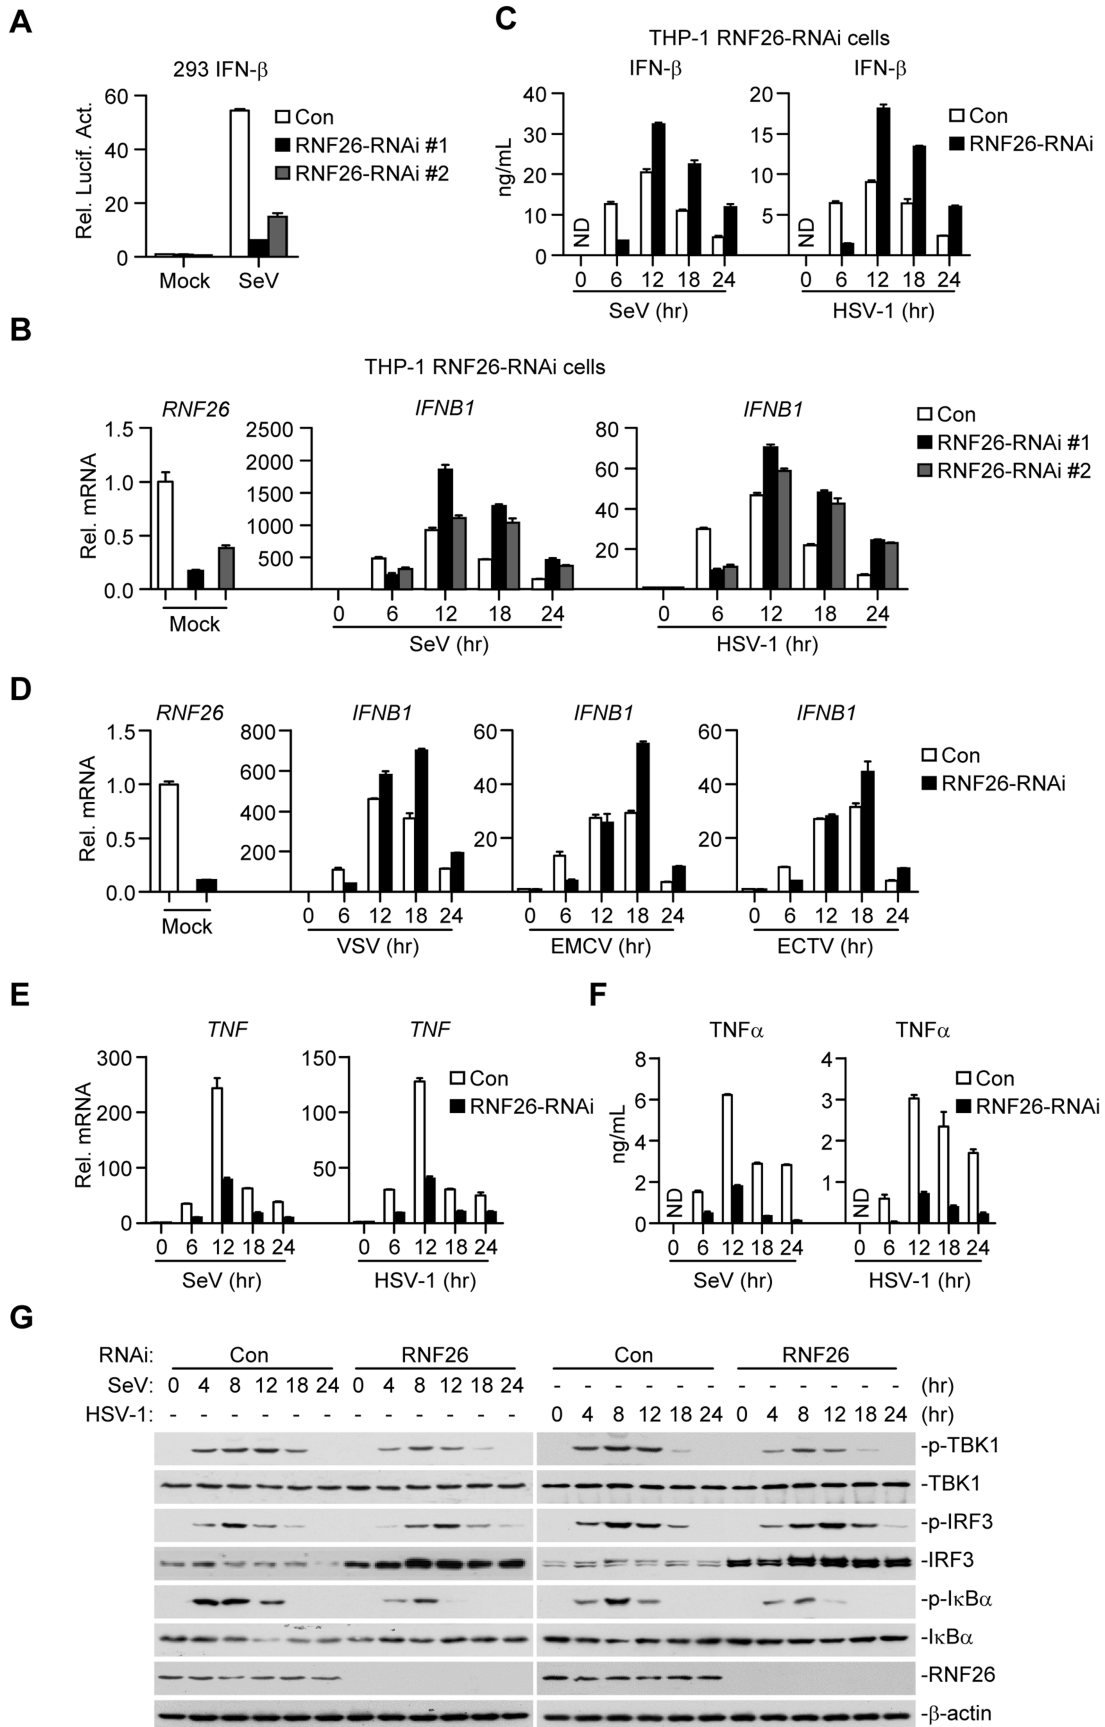 A
293 IFN-β
Rel. Lucif. Act.
60
40
20
0
Mock
SeV
Con
RNF26-RNAi #1
RNF26-RNAi #2
C
THP-1 RNF26-RNAi cells
IFN-β
ng/mL
40
30
20
10
0
ND
0 6 12 18 24
SeV (hr)
IFN-β
20
15
10
5
ND
0 6 12 18 24
HSV-1 (hr)
Con
RNF26-RNAi
B
THP-1 RNF26-RNAi cells
RNF26
Rel. mRNA
1.5
1.0
0.5
0.0
Mock
IFNB1
2500
2000
1500
1000
500
0 6 12 18 24
SeV (hr)
IFNB1
80
60
40
20
0 6 12 18 24
HSV-1 (hr)
Con
RNF26-RNAi #1
RNF26-RNAi #2
D
RNF26
Rel. mRNA
1.5
1.0
0.5
0.0
Mock
IFNB1
800
600
400
200
0 6 12 18 24
VSV (hr)
IFNB1
60
40
20
0 6 12 18 24
EMCV (hr)
IFNB1
60
40
20
0 6 12 18 24
ECTV (hr)
Con
RNF26-RNAi
E
TNF
Rel. mRNA
300
200
100
0
0 6 12 18 24
SeV (hr)
TNF
150
100
50
0 6 12 18 24
HSV-1 (hr)
Con
RNF26-RNAi
F
TNFα
ng/mL
8
6
4
2
0
ND
0 6 12 18 24
SeV (hr)
TNFα
4
3
2
1
ND
0 6 12 18 24
HSV-1 (hr)
Con
RNF26-RNAi
G
RNAi: Con RNF26 Con RNF26
SeV: 0 4 8 12 18 24 0 4 8 12 18 24 - - - - - - - - - - - - (hr)
HSV-1: - - - - - - - - - - - - 0 4 8 12 18 24 0 4 8 12 18 24 (hr)
-p-TBK1
-TBK1
-p-IRF3
-IRF3
-p-IκBα
-IκBα
-RNF26
-β-actin